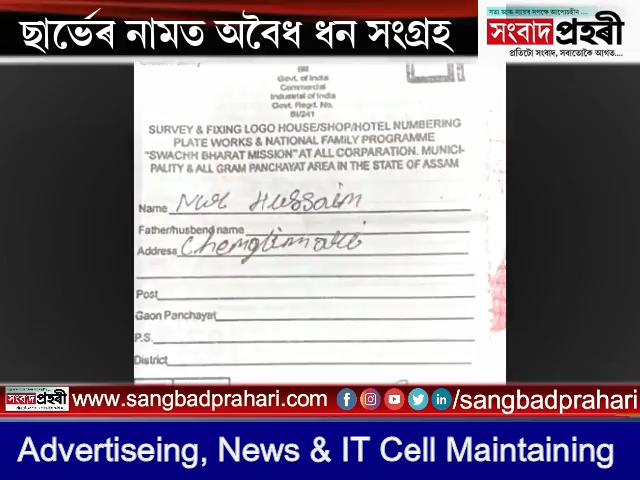 ছাৰ্ভেৰ নামত অবৈধ ধন সংগ্ৰহ
সংবাদপ্ৰহৰী
প্ৰতিটো সংবাদ, সবাতোকৈ আগত....
Govt. of India
Commercial
Industrial of India
Govt. Regd. No.
BI/241
SURVEY & FIXING LOGO HOUSE/SHOP/HOTEL NUMBERING
PLATE WORKS & NATIONAL FAMILY PROGRAMME
"SWACHH BHARAT MISSION" AT ALL CORPARATION. MUNICI-
PALITY & ALL GRAM PANCHAYAT AREA IN THE STATE OF ASSAM
Name Nur Hussain
Father/husbend name
Address Chenglimari
Post
Gaon Panchayat
P.S.
District
সংবাদপ্ৰহৰী www.sangbadprahari.com /sangbadprahari
Advertiseing, News & IT Cell Maintaining